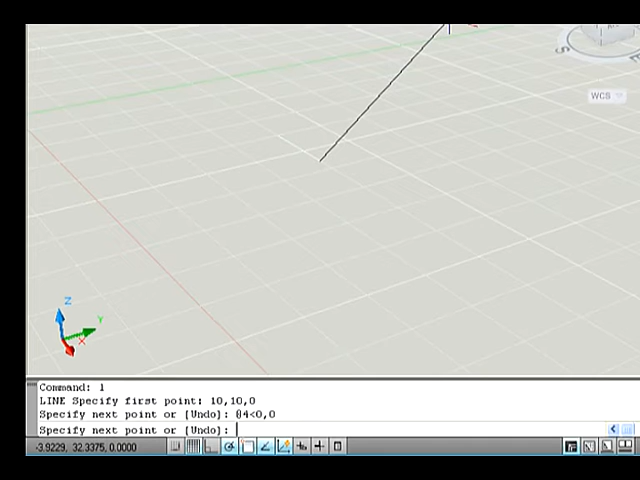 S
E
WCS
Z
Y
X
Command: l
LINE Specify first point: 10,10,0
Specify next point or [Undo]: @4<0,0
Specify next point or [Undo]:
-3.9229, 32.3375, 0.0000